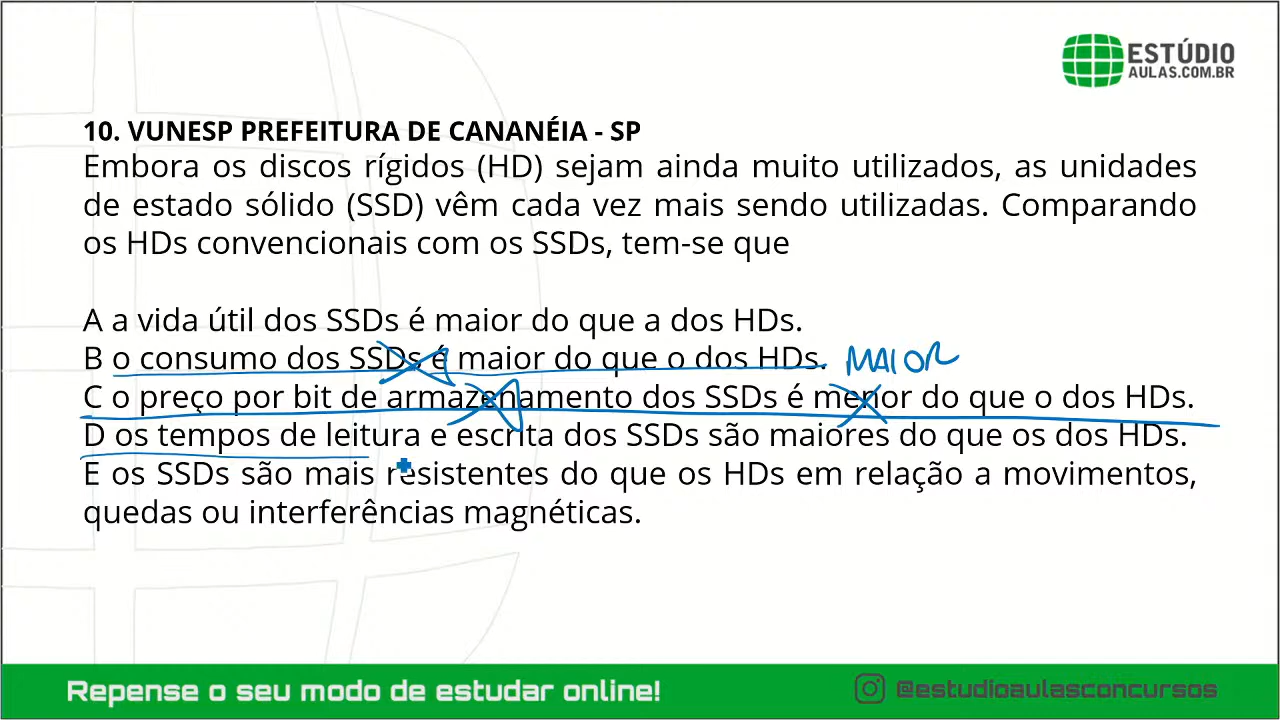 ESTÚDIO
AULAS.COM.BR
10. VUNESP PREFEITURA DE CANANÉIA - SP
Embora os discos rígidos (HD) sejam ainda muito utilizados, as unidades
de estado sólido (SSD) vêm cada vez mais sendo utilizadas. Comparando
os HDs convencionais com os SSDs, tem-se que
A a vida útil dos SSDs é maior do que a dos HDs.
B o consumo dos SSDs é maior do que o dos HDs. MAIOR
C o preço por bit de armazenamento dos SSDs é menor do que o dos HDs.
D os tempos de leitura e escrita dos SSDs são maiores do que os dos HDs.
E os SSDs são mais resistentes do que os HDs em relação a movimentos,
quedas ou interferências magnéticas.
Repense o seu modo de estudar online!
@estudioaulasconcursos